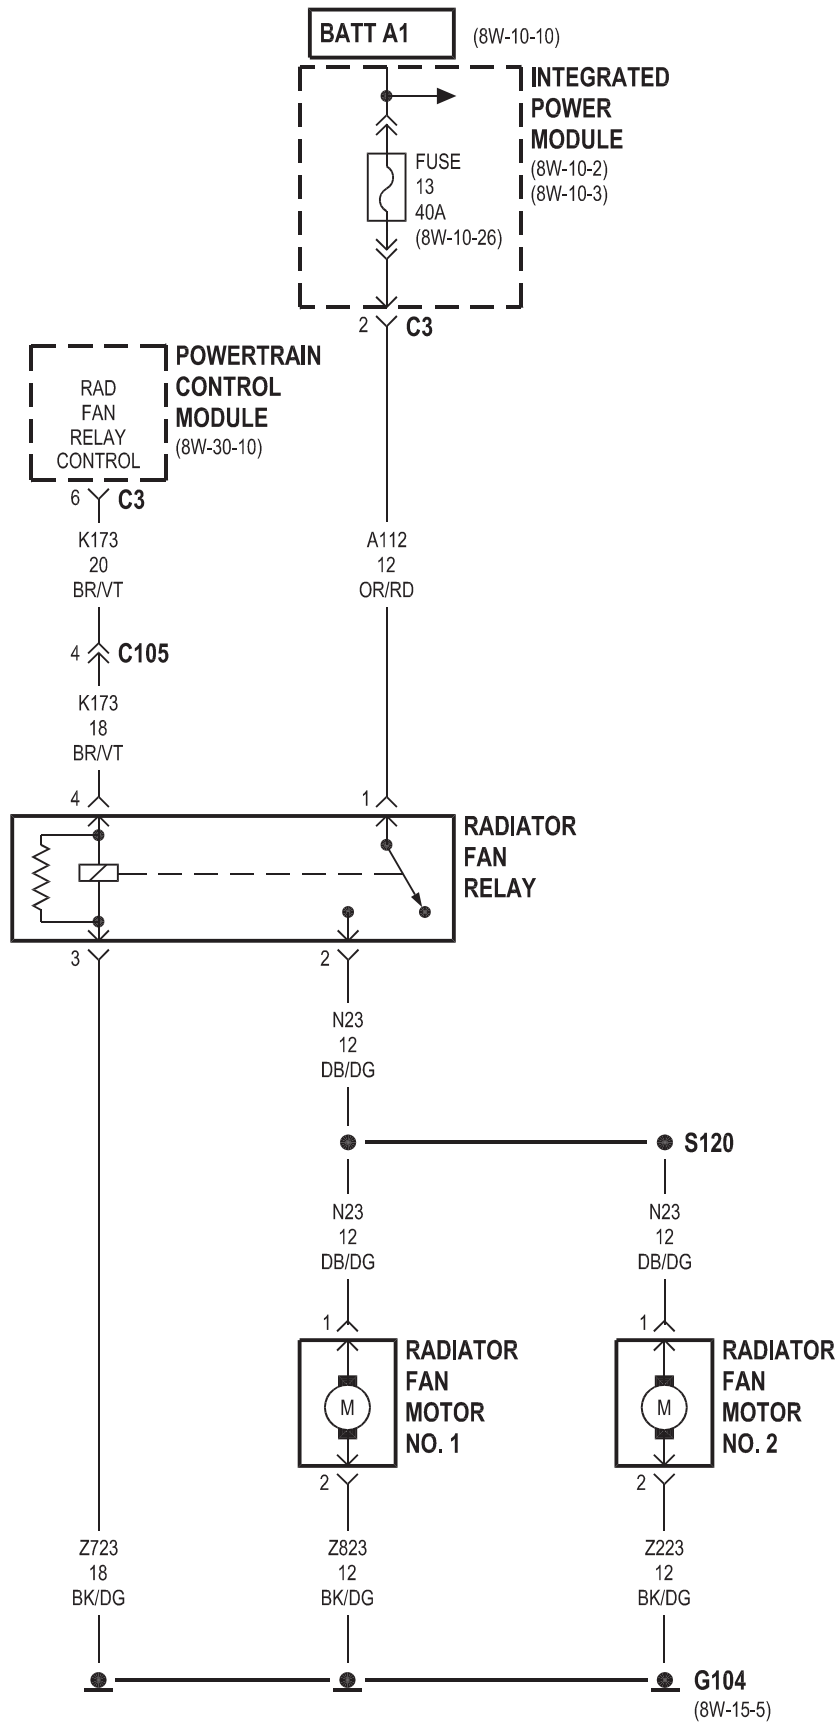 BATT A1
(8W-10-10)
INTEGRATED
POWER
MODULE
(8W-10-2)
(8W-10-3)
FUSE
13
40A
(8W-10-26)
2
C3
POWERTRAIN
CONTROL
MODULE
(8W-30-10)
RAD
FAN
RELAY
CONTROL
6
C3
K173
20
BR/VT
A112
12
OR/RD
4
C105
K173
18
BR/VT
4
1
RADIATOR
FAN
RELAY
3
2
N23
12
DB/DG
S120
N23
12
DB/DG
N23
12
DB/DG
1
1
RADIATOR
FAN
MOTOR
NO. 1
M
RADIATOR
FAN
MOTOR
NO. 2
M
2
2
Z723
18
BK/DG
Z823
12
BK/DG
Z223
12
BK/DG
G104
(8W-15-5)